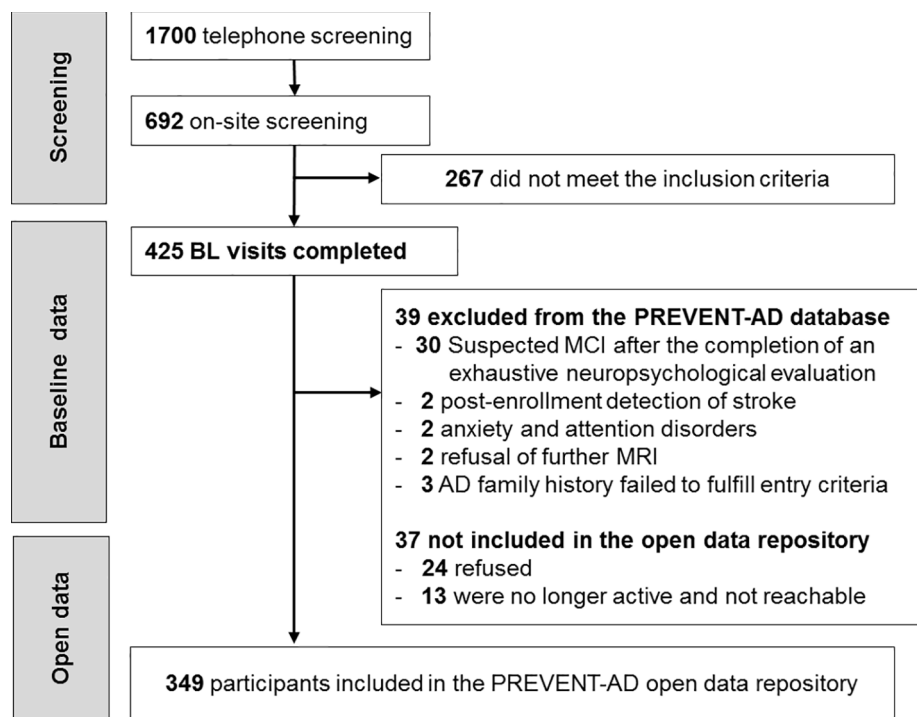 Screening
1700 telephone screening
692 on-site screening
267 did not meet the inclusion criteria
Baseline data
425 BL visits completed
39 excluded from the PREVENT-AD database
- 30 Suspected MCI after the completion of an
exhaustive neuropsychological evaluation
- 2 post-enrollment detection of stroke
- 2 anxiety and attention disorders
- 2 refusal of further MRI
- 3 AD family history failed to fulfill entry criteria
37 not included in the open data repository
- 24 refused
- 13 were no longer active and not reachable
Open data
349 participants included in the PREVENT-AD open data repository